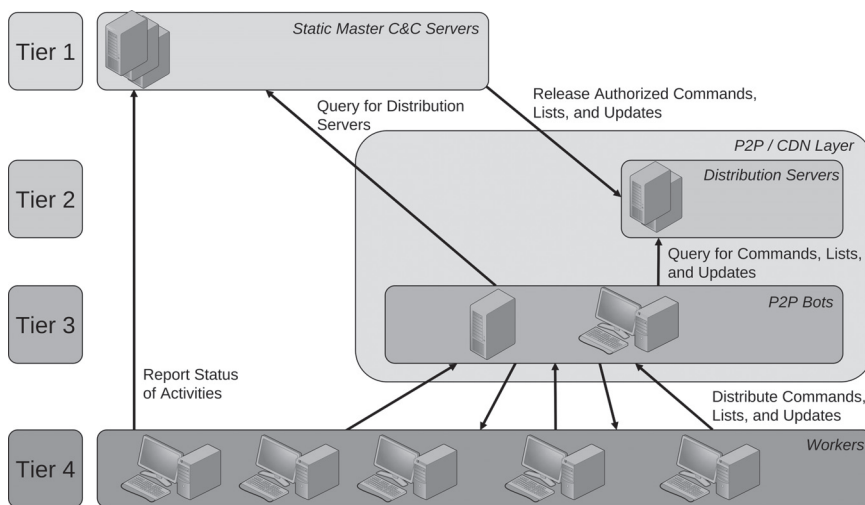 Tier 1
Static Master C&C Servers
Query for Distribution
Servers
Release Authorized Commands,
Lists, and Updates
P2P / CDN Layer
Tier 2
Distribution Servers
Query for Commands, Lists,
and Updates
Tier 3
P2P Bots
Report Status
of Activities
Distribute Commands,
Lists, and Updates
Tier 4
Workers